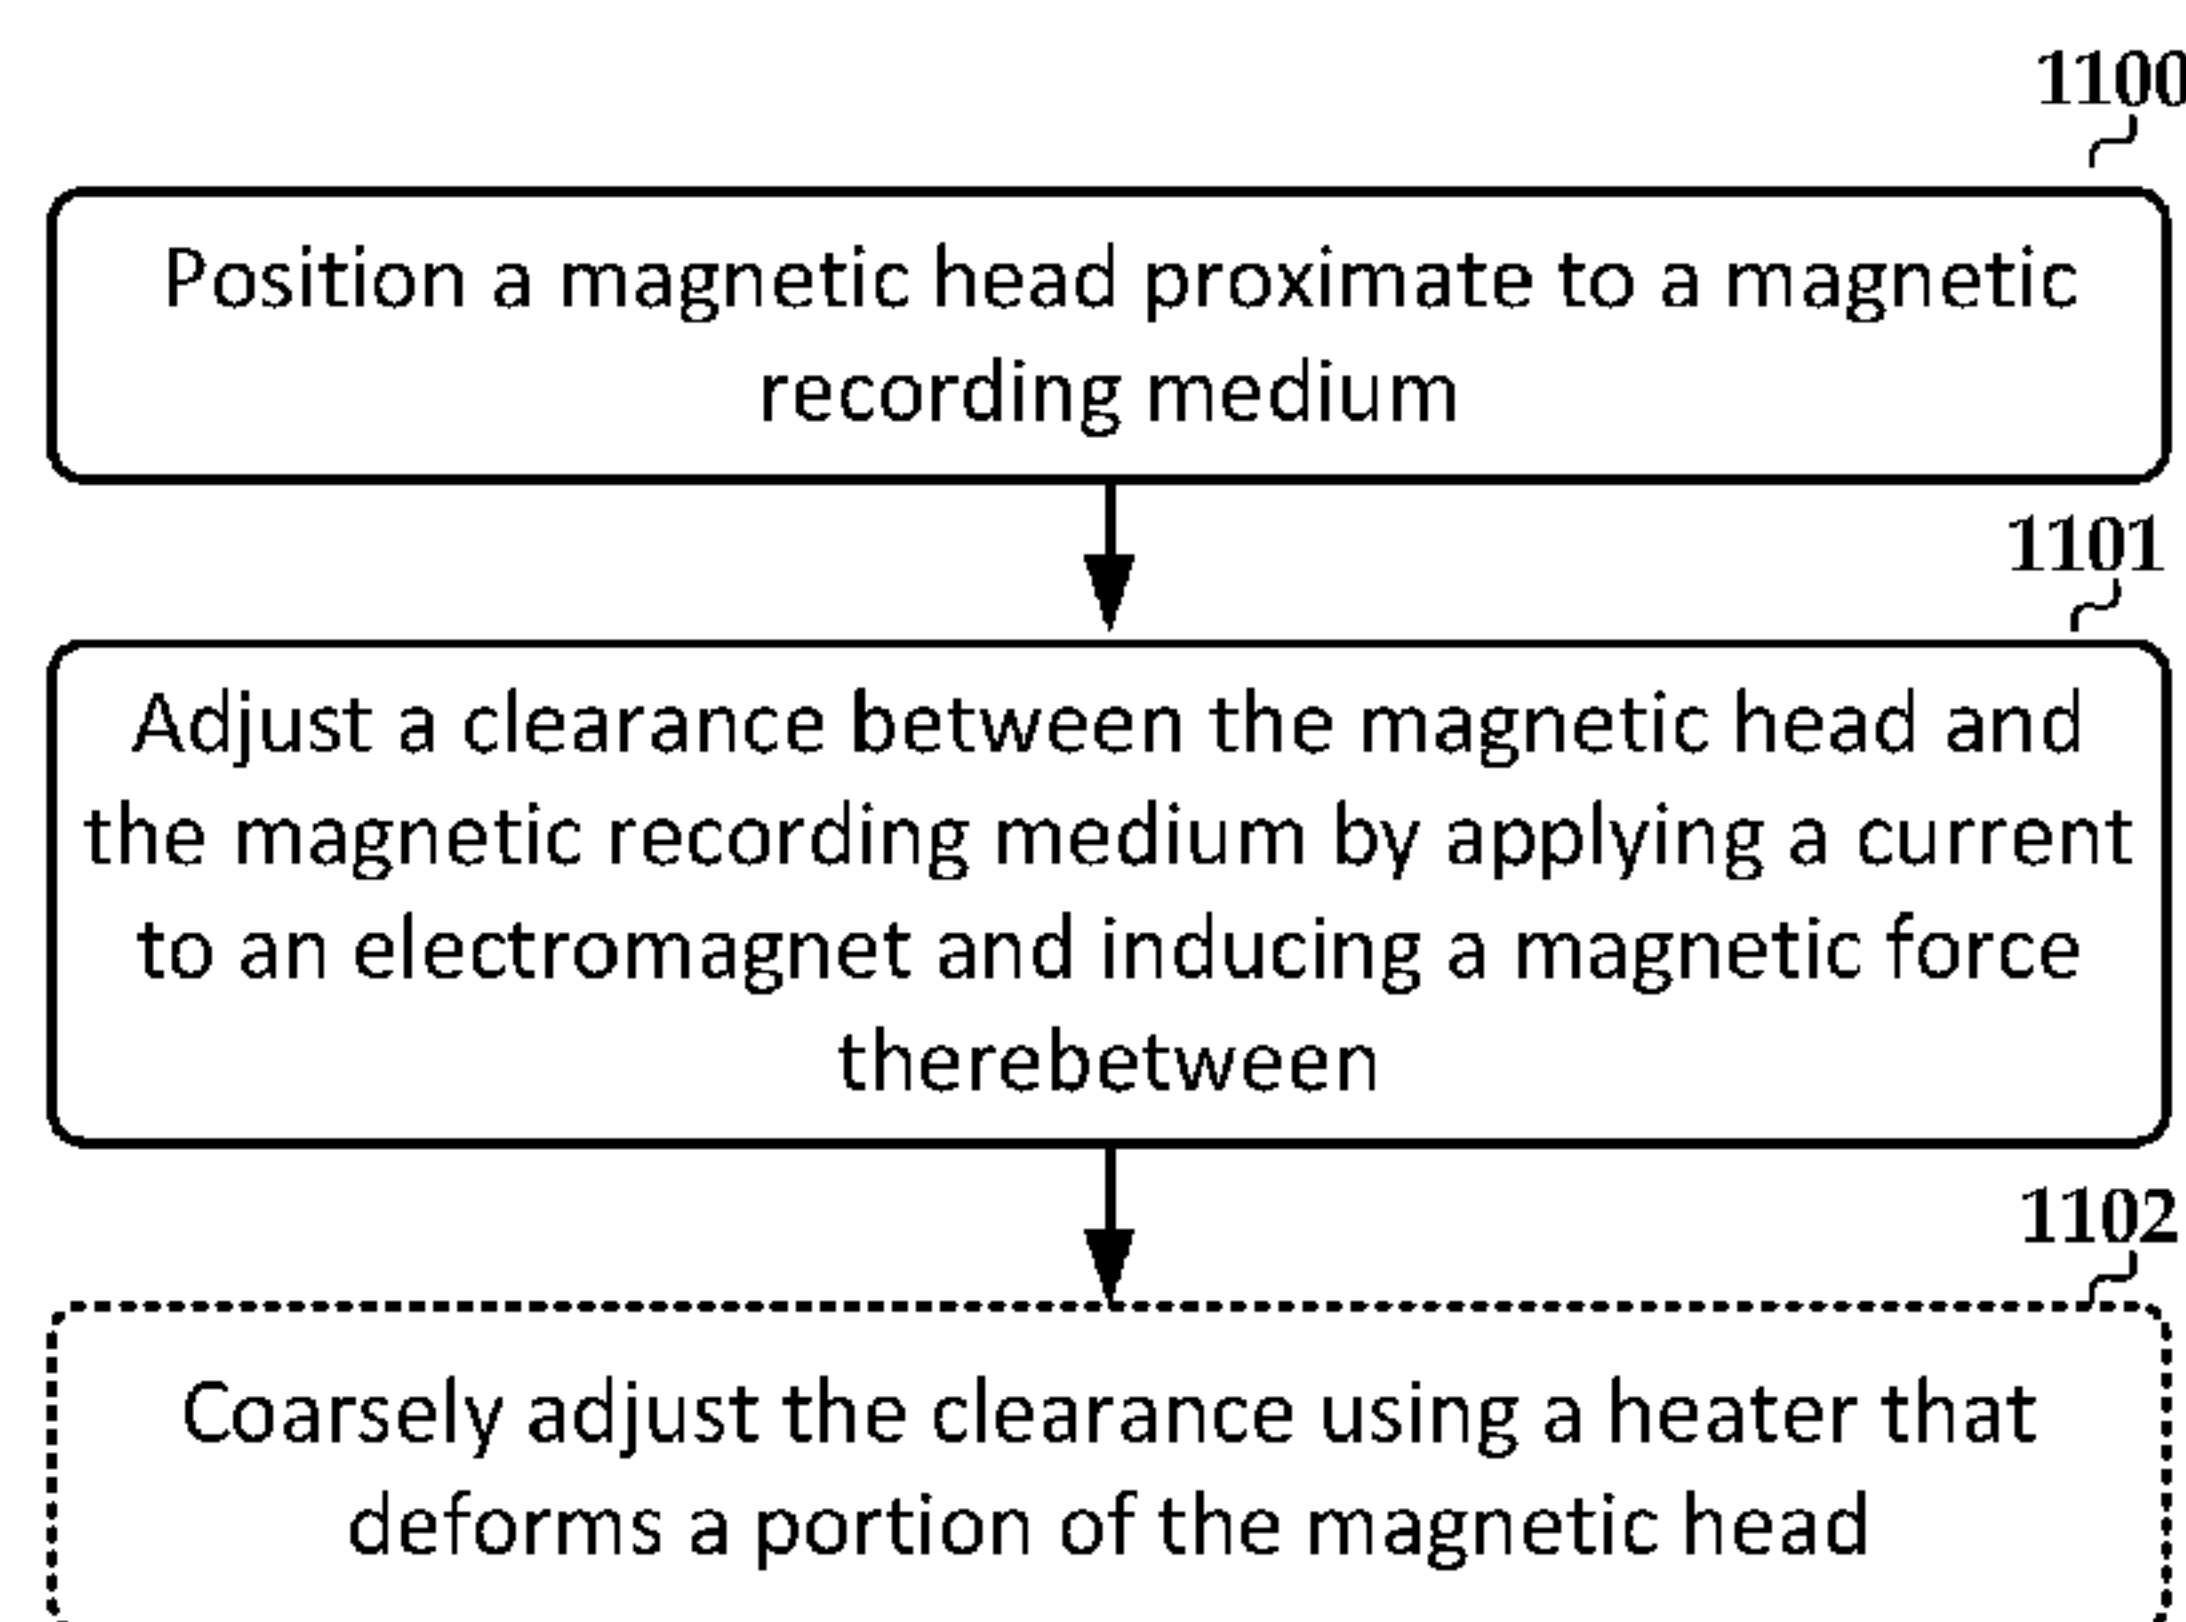 1100
Position a magnetic head proximate to a magnetic
recording medium
1101
Adjust a clearance between the magnetic head and
the magnetic recording medium by applying a current
to an electromagnet and inducing a magnetic force
therebetween
1102
Coarsely adjust the clearance using a heater that
deforms a portion of the magnetic head